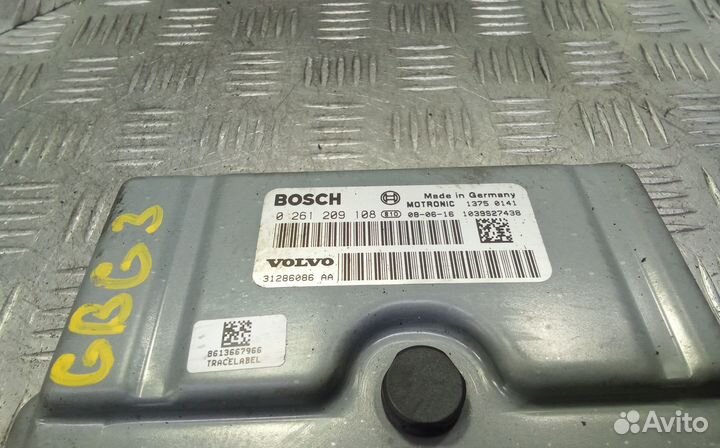 BOSCH
Made in Germany
MOTRONIC 1375 0141
0 261 209 108 B10 08-06-16 1039S27438
VOLVO
31286086 AA
8613667966
TRACELABEL
GBG3
Avito